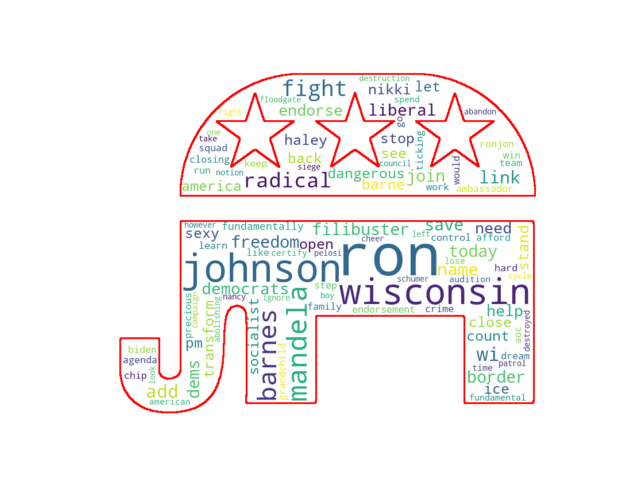 destruction
fight nikki let
floodgate spend
right endorse liberal abandon
one
take haley stop ronjon
squad back see ticking would win
closing siege council team
run notion keep dangerous join link
america radical barne work ambassador
however fundamentally filibuster save need
sexy left control afford stand
learn freedom open cheer today
like certify pelosi lose
johnson ron name hard
schumer audition cycle
democrats step wisconsin
precious campaign nancy ignore boy
abolishing family endorsement crime help
transform socialist barnes mandela close
pm count aoc destroyed
biden wi dream
agenda time patrol
chip look dems grandchild border
add ice
american fundamental